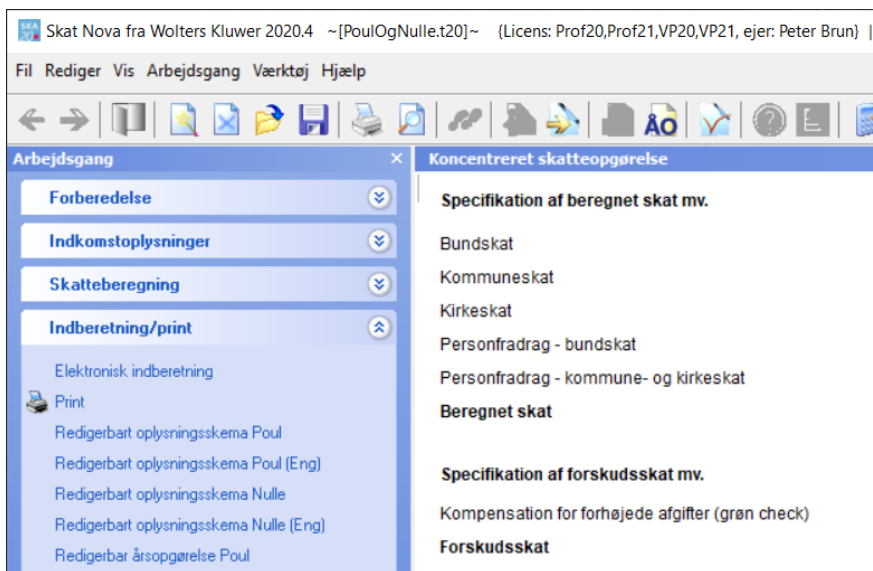 Skat Nova fra Wolters Kluwer 2020.4 ~[PoulOgNulle.t20]~ {Licens: Prof20,Prof21,VP20,VP21, ejer: Peter Brun} |
Fil Rediger Vis Arbejdsgang Værktøj Hjælp
ÅO
Arbejdsgang
Forberedelse
Indkomstoplysninger
Skatteberegning
Indberetning/print
Elektronisk indberetning
Print
Redigerbart oplysningsskema Poul
Redigerbart oplysningsskema Poul (Eng)
Redigerbart oplysningsskema Nulle
Redigerbart oplysningsskema Nulle (Eng)
Redigerbar årsopgørelse Poul
Koncentreret skatteopgørelse
Specifikation af beregnet skat mv.
Bundskat
Kommuneskat
Kirkeskat
Personfradrag - bundskat
Personfradrag - kommune- og kirkeskat
Beregnet skat
Specifikation af forskudsskat mv.
Kompensation for forhøjede afgifter (grøn check)
Forskudsskat